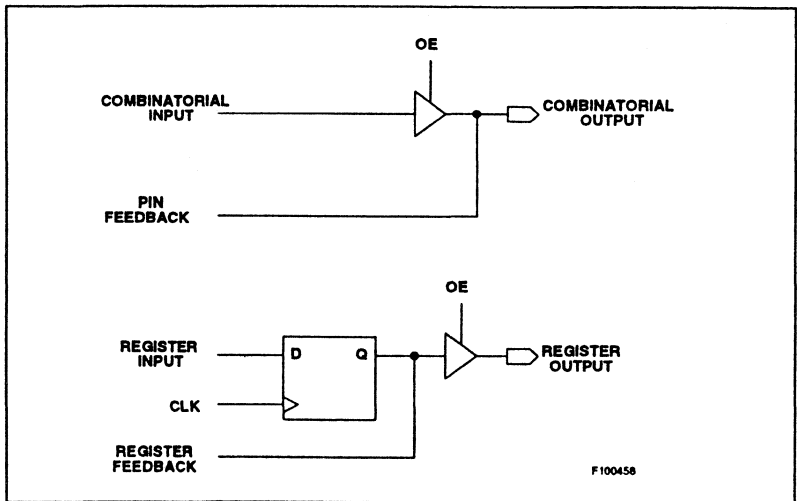 OE
COMBINATORIAL
INPUT
COMBINATORIAL
OUTPUT
PIN
FEEDBACK
OE
REGISTER
INPUT
D
Q
REGISTER
OUTPUT
CLK
REGISTER
FEEDBACK
F100458